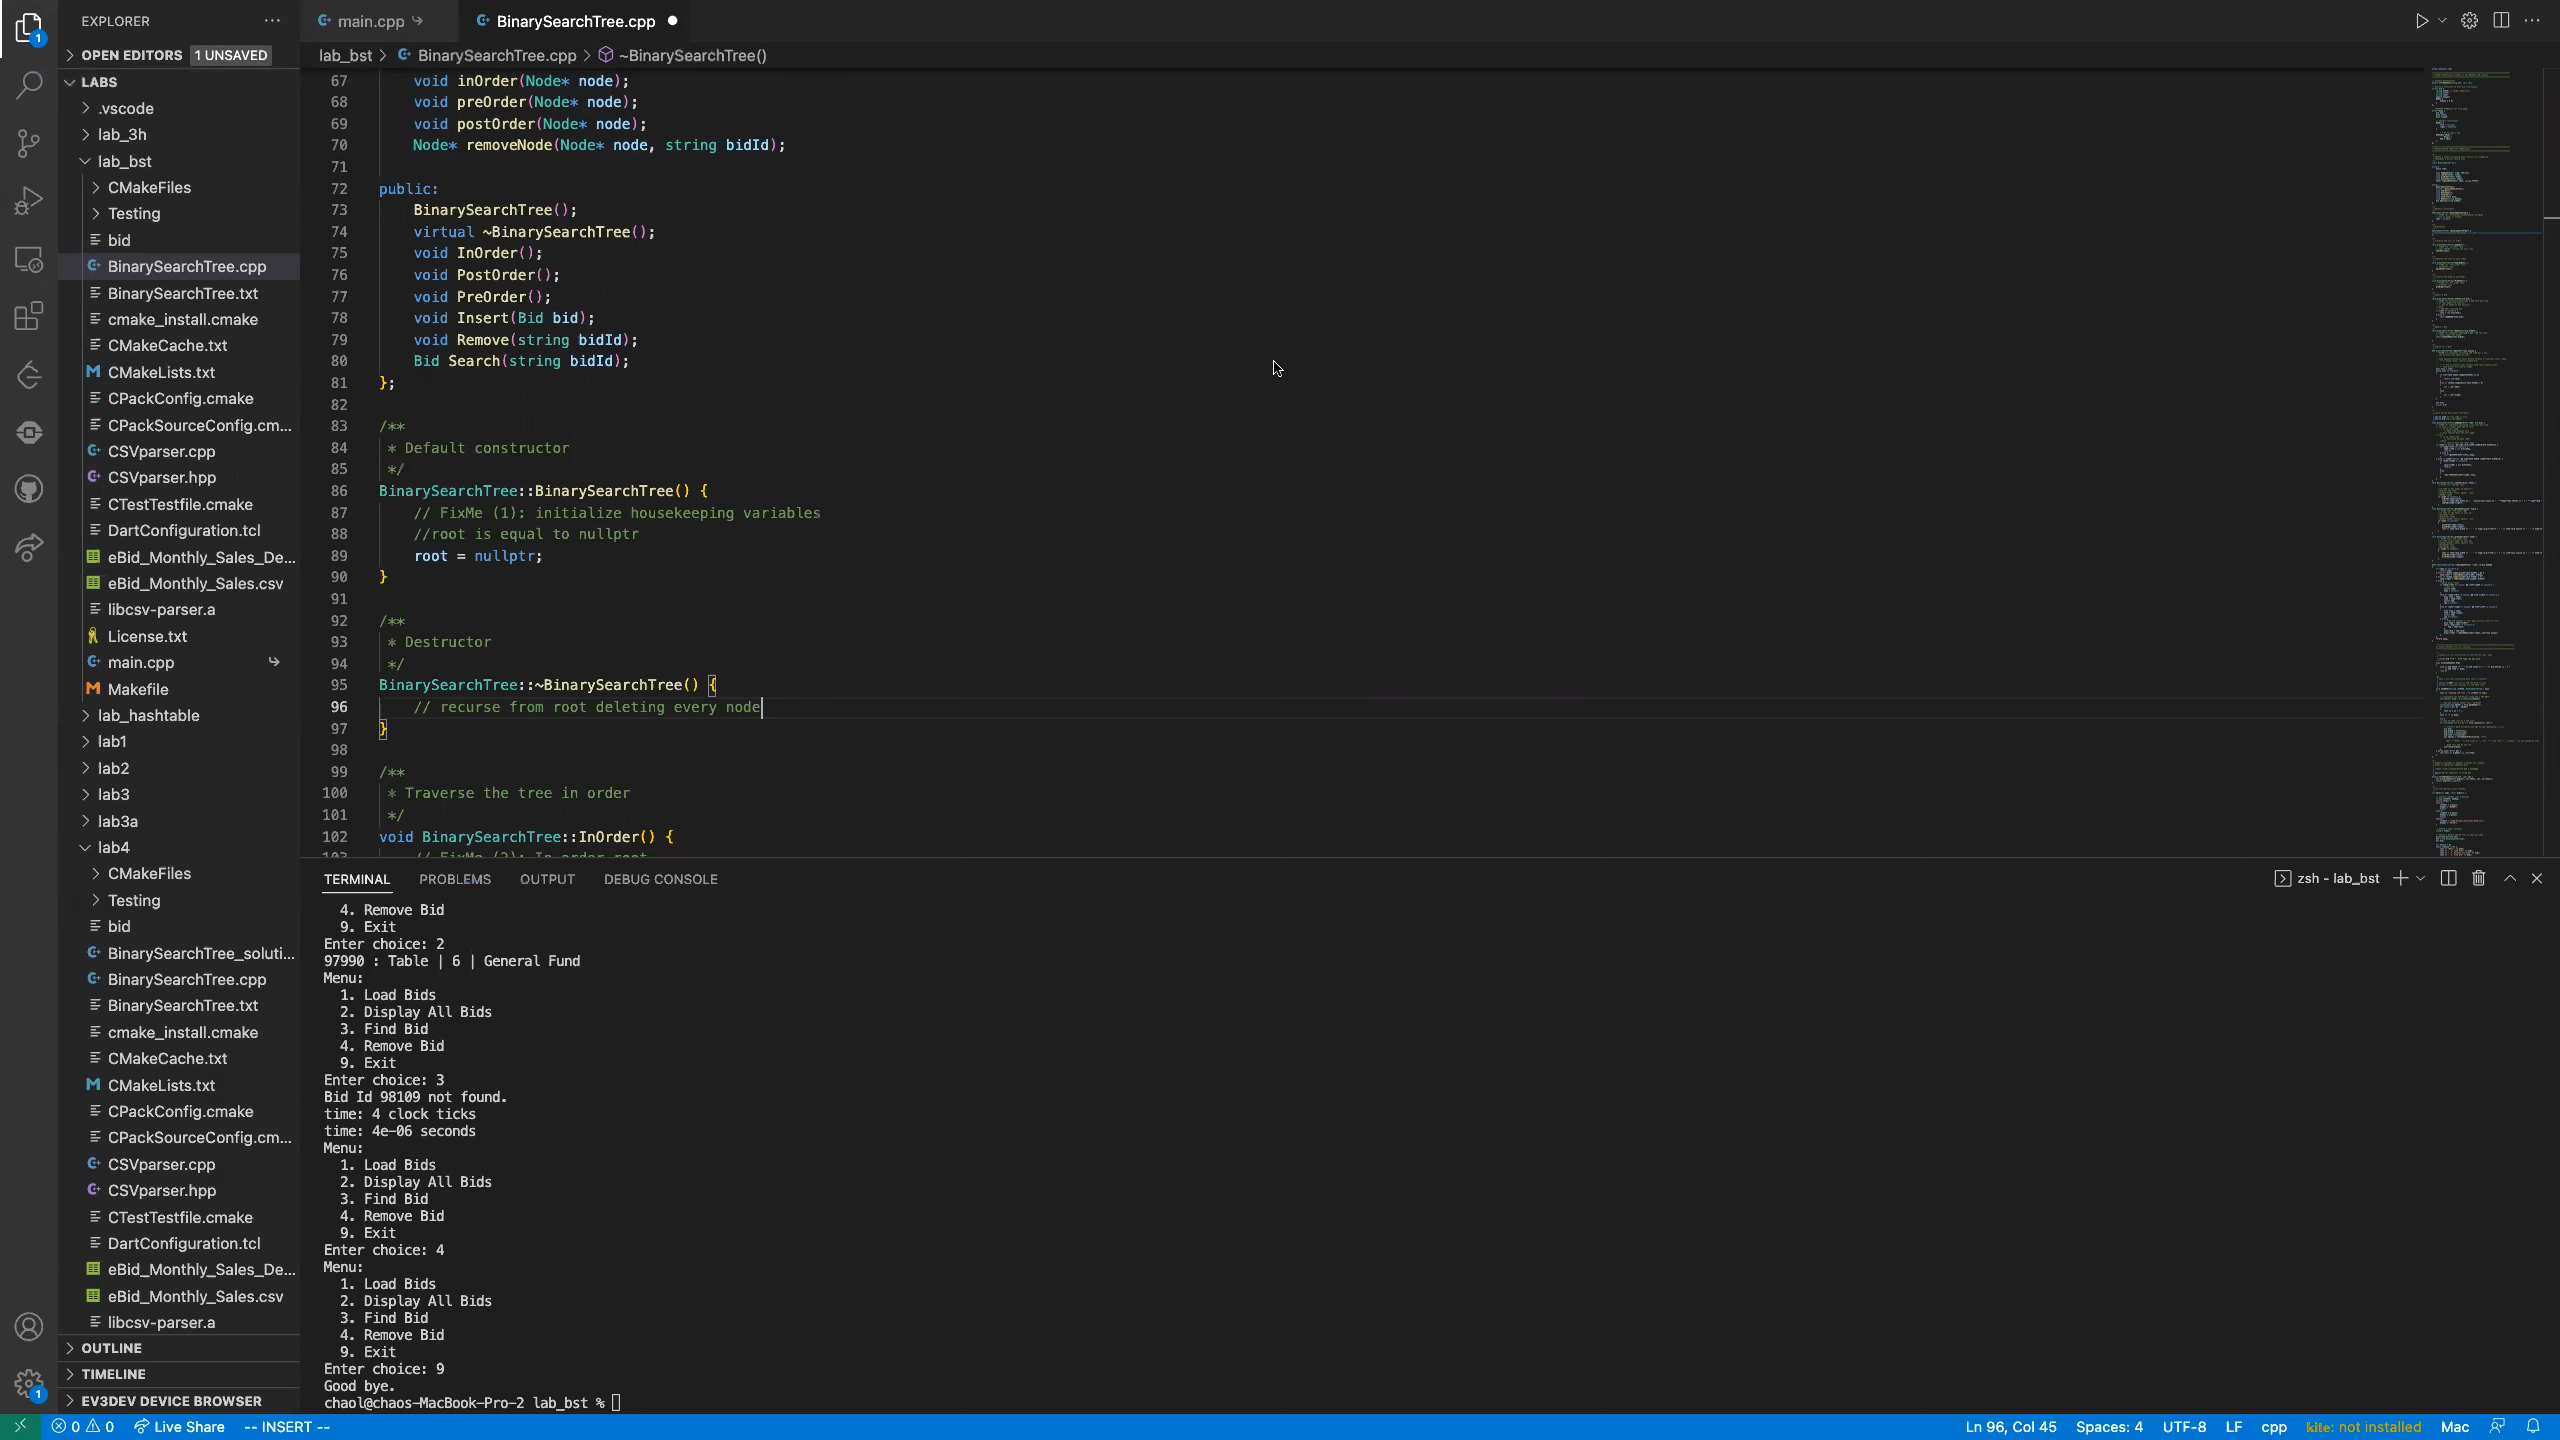 EXPLORER
OPEN EDITORS 1 UNSAVED
LABS
.vscode
lab_3h
lab_bst
CMakeFiles
Testing
bid
BinarySearchTree.cpp
BinarySearchTree.txt
cmake_install.cmake
CMakeCache.txt
CMakeLists.txt
CPackConfig.cmake
CPackSourceConfig.cm...
CSVparser.cpp
CSVparser.hpp
CTestTestfile.cmake
DartConfiguration.tcl
eBid_Monthly_Sales_De...
eBid_Monthly_Sales.csv
libcsv-parser.a
License.txt
main.cpp
Makefile
lab_hashtable
lab1
lab2
lab3
lab3a
lab4
CMakeFiles
Testing
bid
BinarySearchTree_soluti...
BinarySearchTree.cpp
BinarySearchTree.txt
cmake_install.cmake
CMakeCache.txt
CMakeLists.txt
CPackConfig.cmake
CPackSourceConfig.cm...
CSVparser.cpp
CSVparser.hpp
CTestTestfile.cmake
DartConfiguration.tcl
eBid_Monthly_Sales_De...
eBid_Monthly_Sales.csv
libcsv-parser.a
OUTLINE
TIMELINE
EV3DEV DEVICE BROWSER
1
1
main.cpp
BinarySearchTree.cpp
lab_bst > BinarySearchTree.cpp > ~BinarySearchTree()
67 void inOrder(Node* node);
68 void preOrder(Node* node);
69 void postOrder(Node* node);
70 Node* removeNode(Node* node, string bidId);
71
72 public:
73 BinarySearchTree();
74 virtual ~BinarySearchTree();
75 void InOrder();
76 void PostOrder();
77 void PreOrder();
78 void Insert(Bid bid);
79 void Remove(string bidId);
80 Bid Search(string bidId);
81 };
82
83 /**
84 * Default constructor
85 */
86 BinarySearchTree::BinarySearchTree() {
87 // FixMe (1): initialize housekeeping variables
88 //root is equal to nullptr
89 root = nullptr;
90 }
91
92 /**
93 * Destructor
94 */
95 BinarySearchTree::~BinarySearchTree() {
96 // recurse from root deleting every node
97 }
98
99 /**
100 * Traverse the tree in order
101 */
102 void BinarySearchTree::InOrder() {
103 // FixMe (2): In order root
TERMINAL PROBLEMS OUTPUT DEBUG CONSOLE
zsh - lab_bst
4. Remove Bid
9. Exit
Enter choice: 2
97990 : Table | 6 | General Fund
Menu:
1. Load Bids
2. Display All Bids
3. Find Bid
4. Remove Bid
9. Exit
Enter choice: 3
Bid Id 98109 not found.
time: 4 clock ticks
time: 4e-06 seconds
Menu:
1. Load Bids
2. Display All Bids
3. Find Bid
4. Remove Bid
9. Exit
Enter choice: 4
Menu:
1. Load Bids
2. Display All Bids
3. Find Bid
4. Remove Bid
9. Exit
Enter choice: 9
Good bye.
chaol@chaos-MacBook-Pro-2 lab_bst %
0 0 Live Share -- INSERT --
Ln 96, Col 45 Spaces: 4 UTF-8 LF cpp kite: not installed Mac